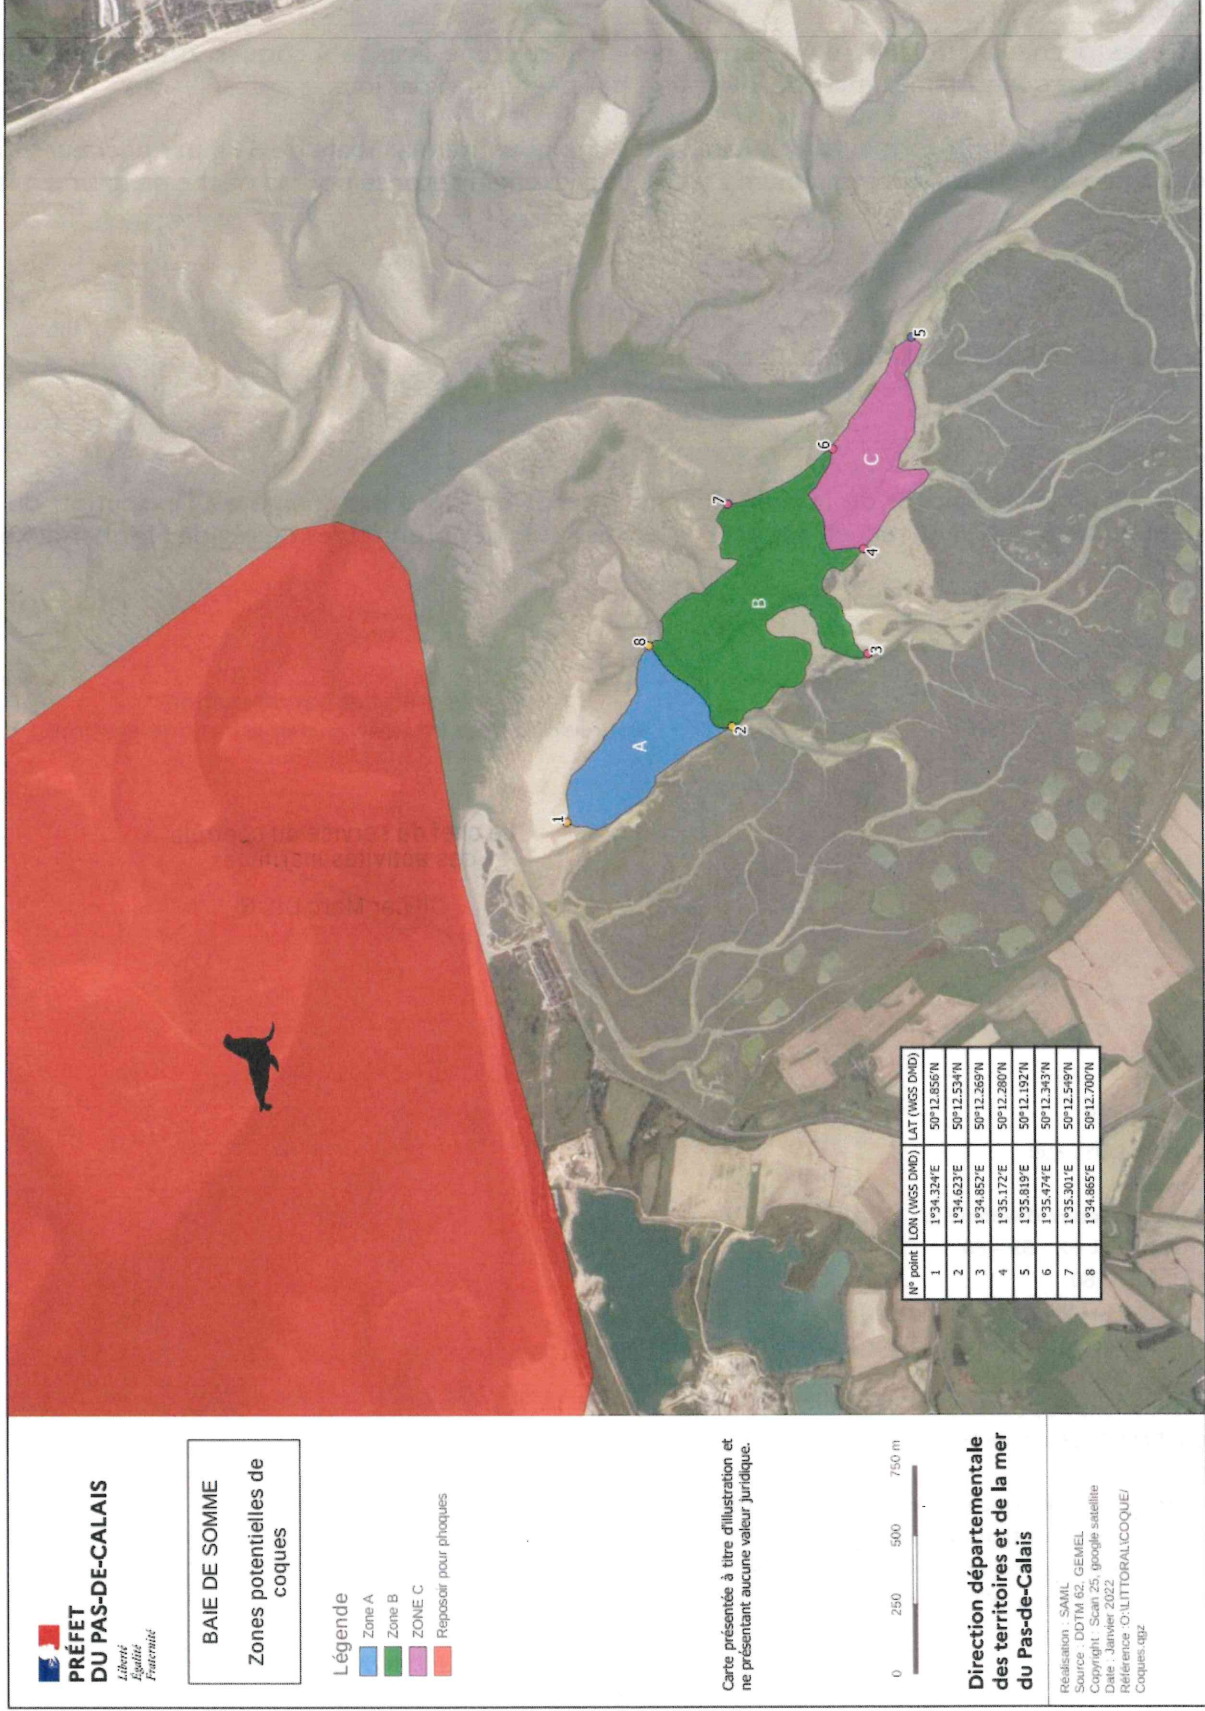 PRÉFET
DU PAS-DE-CALAIS
Liberté
Égalité
Fraternité
BAIE DE SOMME
Zones potentielles de
coques
Légende
Zone A
Zone B
ZONE C
Reposoir pour phoques
Carte présentée à titre d'illustration et
ne présentant aucune valeur juridique.
0 250 500 750 m
Direction départementale
des territoires et de la mer
du Pas-de-Calais
Réalisation : SAML
Source : DDTM 62, GEMEL
Copyright : Scan 25, google satellite
Date : Janvier 2022
Référence :O:\LITTORAL\COQUE/
Coques.qgz
N° point LON (WGS DMD) LAT (WGS DMD)
1 1°34.324'E 50°12.856'N
2 1°34.623'E 50°12.534'N
3 1°34.852'E 50°12.269'N
4 1°35.172'E 50°12.280'N
5 1°35.819'E 50°12.192'N
6 1°35.474'E 50°12.343'N
7 1°35.301'E 50°12.549'N
8 1°34.865'E 50°12.700'N
1
8
A
2
7
B
3
6
4
C
5